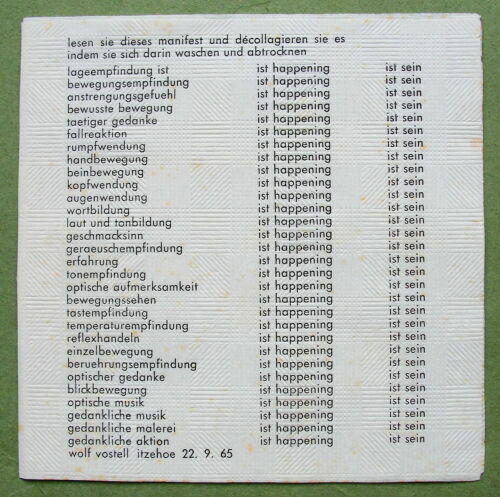 lesen sie dieses manifest und décollagieren sie es
indem sie sich darin waschen und abtrocknen
lageempfindung ist ist happening ist sein
bewegungsempfindung ist happening ist sein
anstrengungsgefuehl ist happening ist sein
bewusste bewegung ist happening ist sein
taetiger gedanke ist happening ist sein
fallreaktion ist happening ist sein
rumpfwendung ist happening ist sein
handbewegung ist happening ist sein
beinbewegung ist happening ist sein
kopfwendung ist happening ist sein
augenwendung ist happening ist sein
wortbildung ist happening ist sein
laut und tonbildung ist happening ist sein
geschmacksinn ist happening ist sein
geraeuschempfindung ist happening ist sein
erfahrung ist happening ist sein
tonempfindung ist happening ist sein
optische aufmerksamkeit ist happening ist sein
bewegungssehen ist happening ist sein
tastempfindung ist happening ist sein
temperaturempfindung ist happening ist sein
reflexhandeln ist happening ist sein
einzelbewegung ist happening ist sein
beruehrungsempfindung ist happening ist sein
optischer gedanke ist happening ist sein
blickbewegung ist happening ist sein
optische musik ist happening ist sein
gedankliche musik ist happening ist sein
gedankliche malerei ist happening ist sein
gedankliche aktion ist happening ist sein
wolf vostell itzehoe 22. 9. 65